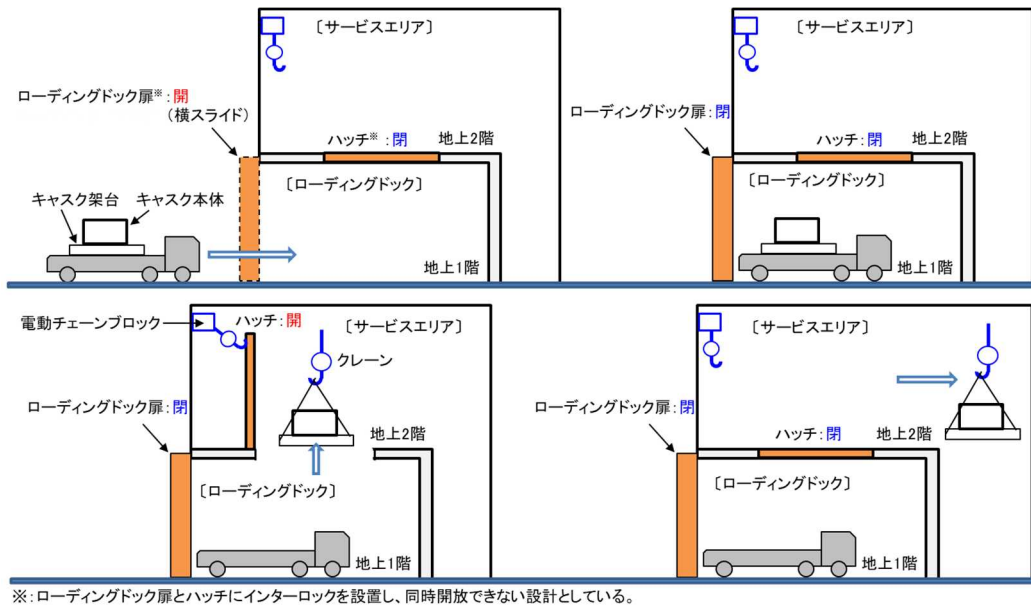 〔サービスエリア〕
ローディングドック扉※:開
(横スライド)
ハッチ※:閉
地上2階
〔ローディングドック〕
キャスク架台
キャスク本体
地上1階
〔サービスエリア〕
ローディングドック扉:閉
ハッチ:閉
地上2階
〔ローディングドック〕
地上1階
電動チェーンブロック
ハッチ:開
〔サービスエリア〕
クレーン
ローディングドック扉:閉
地上2階
〔ローディングドック〕
地上1階
〔サービスエリア〕
ローディングドック扉:閉
ハッチ:閉
地上2階
〔ローディングドック〕
地上1階
※:ローディングドック扉とハッチにインターロックを設置し、同時開放できない設計としている。